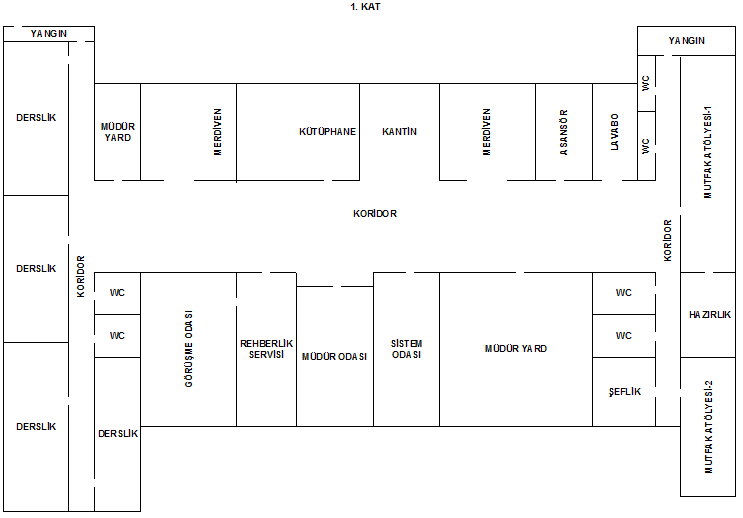 1. KAT
YANGIN
YANGIN
DERSLİK
MÜDÜR
YARD
MERDİVEN
KÜTÜPHANE
KANTİN
MERDİVEN
ASANSÖR
LAVABO
WC
WC
MUTFAK ATÖLYESİ-1
KORİDOR
DERSLİK
KORİDOR
KORİDOR
WC
WC
GÖRÜŞME ODASI
REHBERLİK
SERVİSİ
MÜDÜR ODASI
SİSTEM
ODASI
MÜDÜR YARD
WC
WC
HAZIRLIK
ŞEFLİK
DERSLİK
DERSLİK
MUTFAK ATÖLYESİ-2